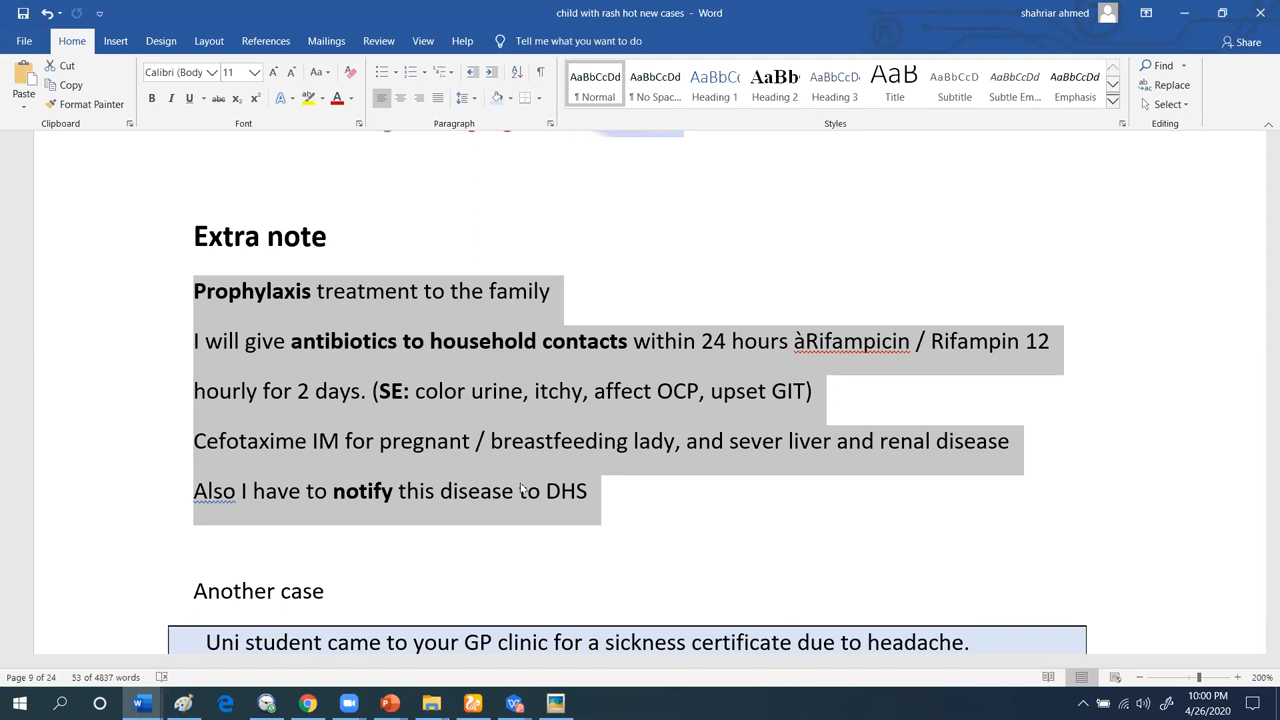 child with rash hot new cases - Word
shahriar ahmed
File Home Insert Design Layout References Mailings Review View Help Tell me what you want to do Share
Paste Cut Copy Format Painter
Calibri (Body 11
AaBbCcDd AaBbCcDd AaBbCc AaBb AaBbCcD AaB AaBbCcD AaBbCcDd AaBbCcDd
¶ Normal ¶ No Spac... Heading 1 Heading 2 Heading 3 Title Subtitle Subtle Em... Emphasis
Find
Replace
Select
Clipboard Font Paragraph Styles Editing
Extra note
Prophylaxis treatment to the family
I will give antibiotics to household contacts within 24 hours àRifampicin / Rifampin 12
hourly for 2 days. (SE: color urine, itchy, affect OCP, upset GIT)
Cefotaxime IM for pregnant / breastfeeding lady, and sever liver and renal disease
Also I have to notify this disease to DHS
Another case
Uni student came to your GP clinic for a sickness certificate due to headache.
Page 9 of 24 53 of 4837 words 200%
10:00 PM
4/26/2020